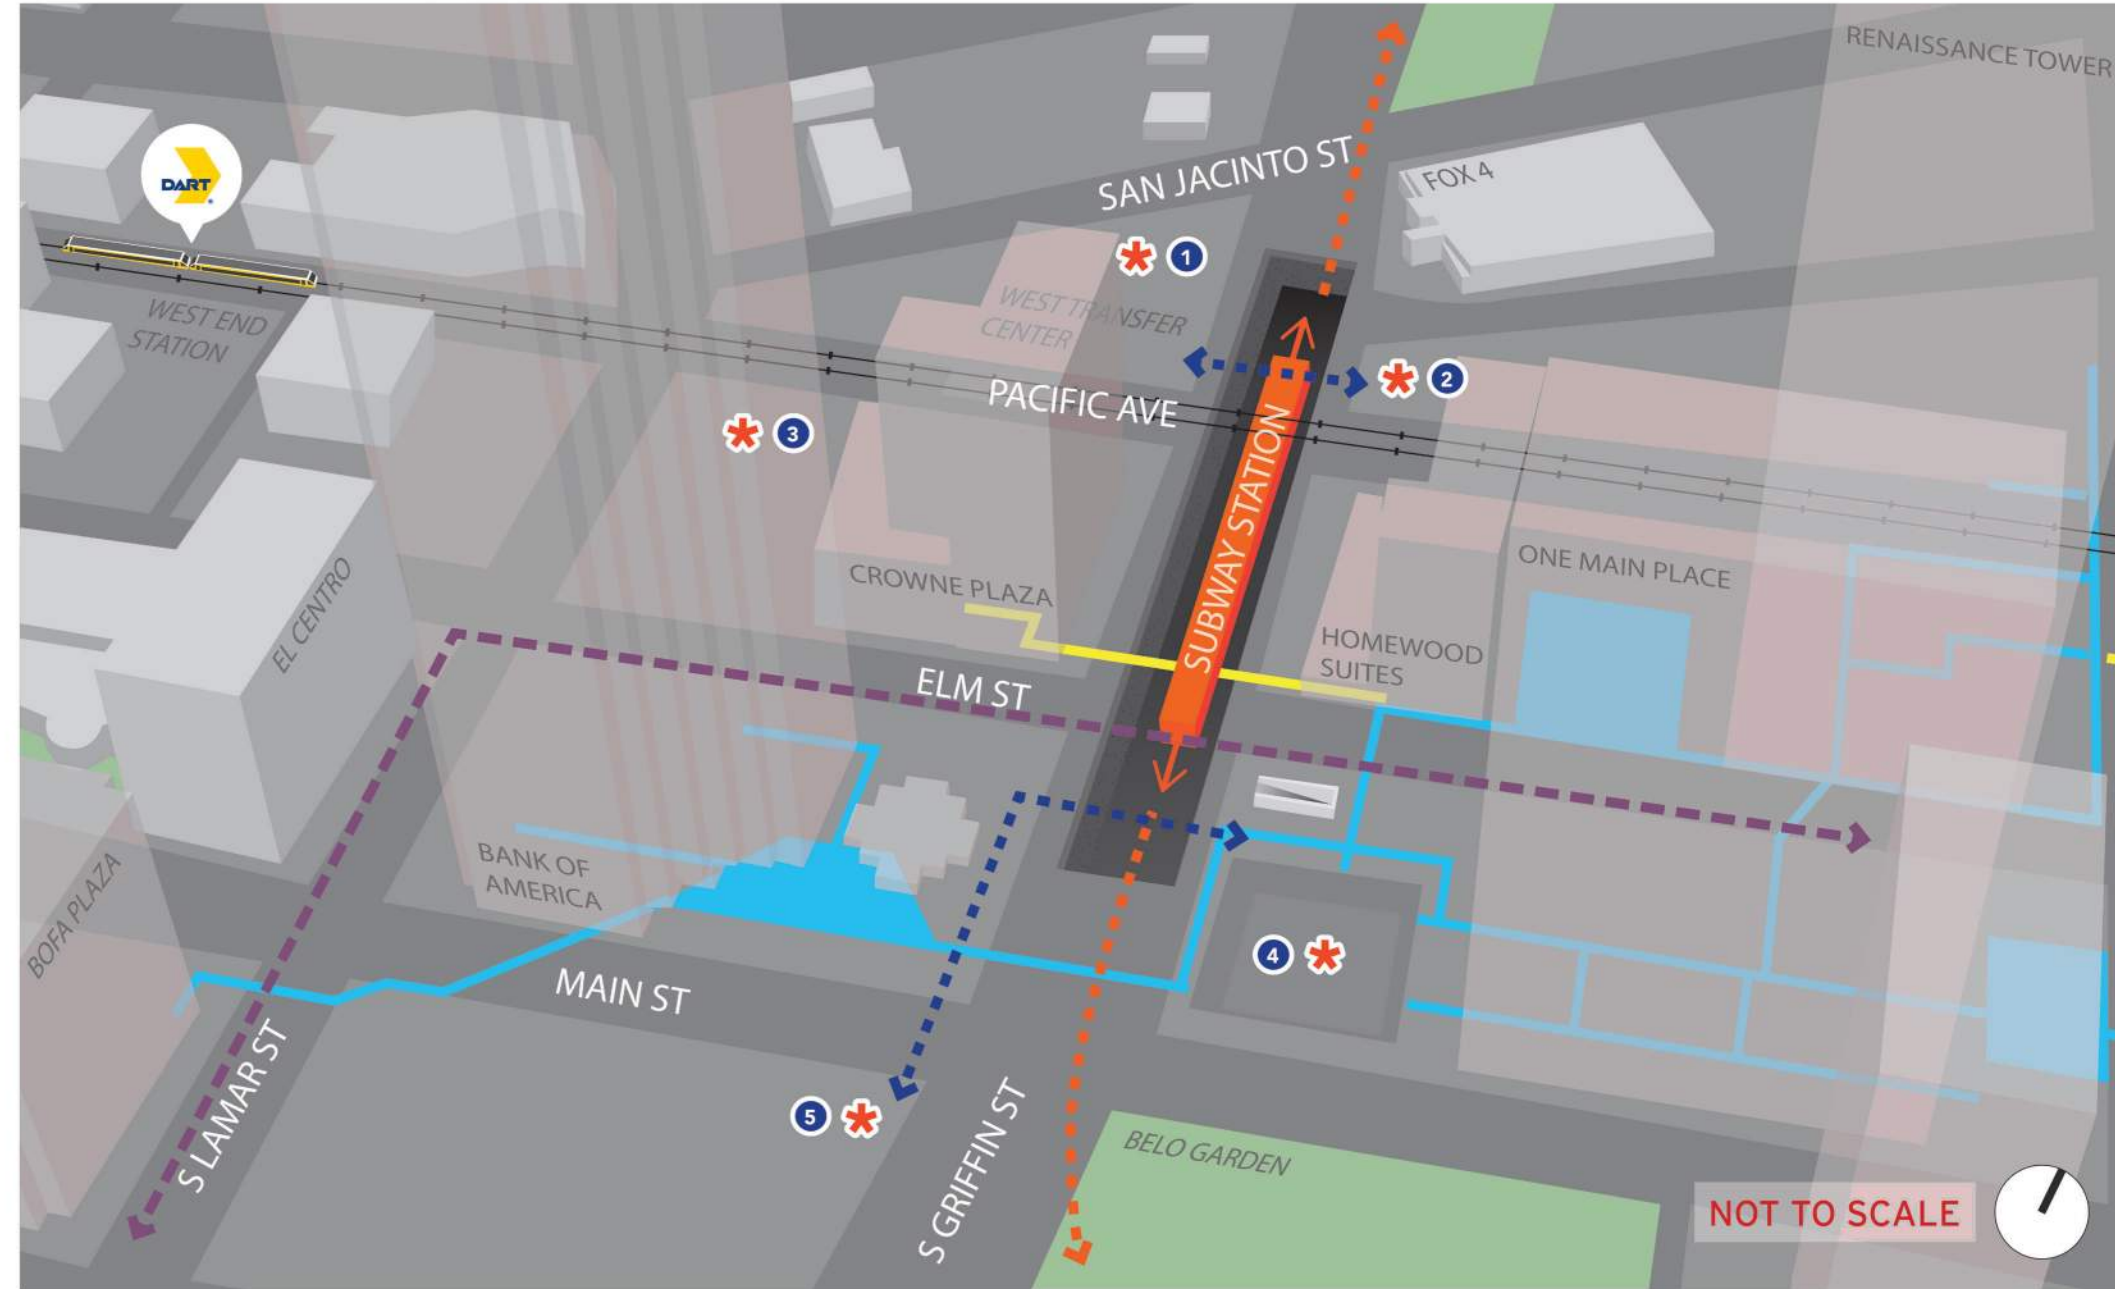 RENAISSANCE TOWER
DART
SAN JACINTO ST
FOX 4
1
WEST TRANSFER
CENTER
WEST END
STATION
2
PACIFIC AVE
3
SUBWAY STATION
CROWNE PLAZA
ONE MAIN PLACE
EL CENTRO
HOMEWOOD
SUITES
ELM ST
BANK OF
AMERICA
BOFA PLAZA
4
MAIN ST
S LAMAR ST
5
S GRIFFIN ST
BELO GARDEN
NOT TO SCALE